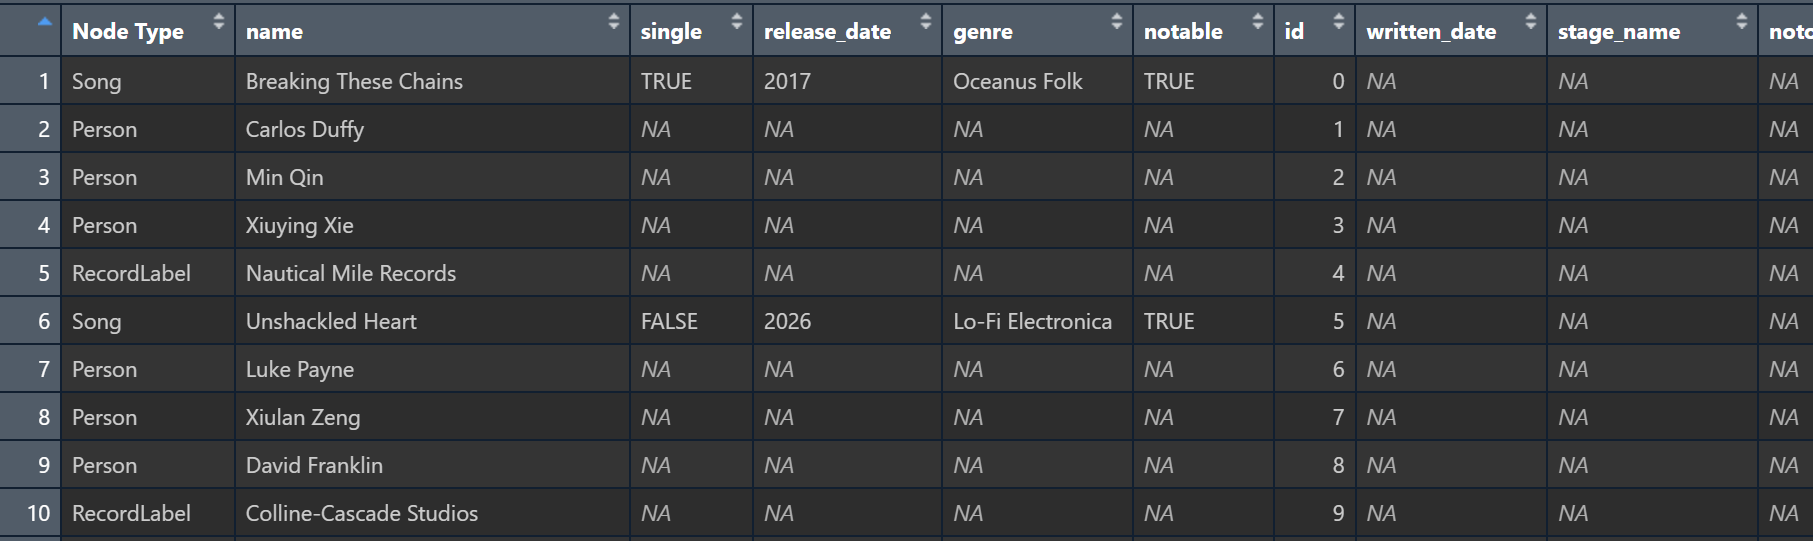 Node Type name single release_date genre notable id written_date stage_name
1 Song Breaking These Chains TRUE 2017 Oceanus Folk TRUE 0 NA NA NA
2 Person Carlos Duffy NA NA NA NA 1 NA NA NA
3 Person Min Qin NA NA NA NA 2 NA NA NA
4 Person Xiuying Xie NA NA NA NA 3 NA NA NA
5 RecordLabel Nautical Mile Records NA NA NA NA 4 NA NA NA
6 Song Unshackled Heart FALSE 2026 Lo-Fi Electronica TRUE 5 NA NA NA
7 Person Luke Payne NA NA NA NA 6 NA NA NA
8 Person Xiulan Zeng NA NA NA NA 7 NA NA NA
9 Person David Franklin NA NA NA NA 8 NA NA NA
10 RecordLabel Colline-Cascade Studios NA NA NA NA 9 NA NA NA